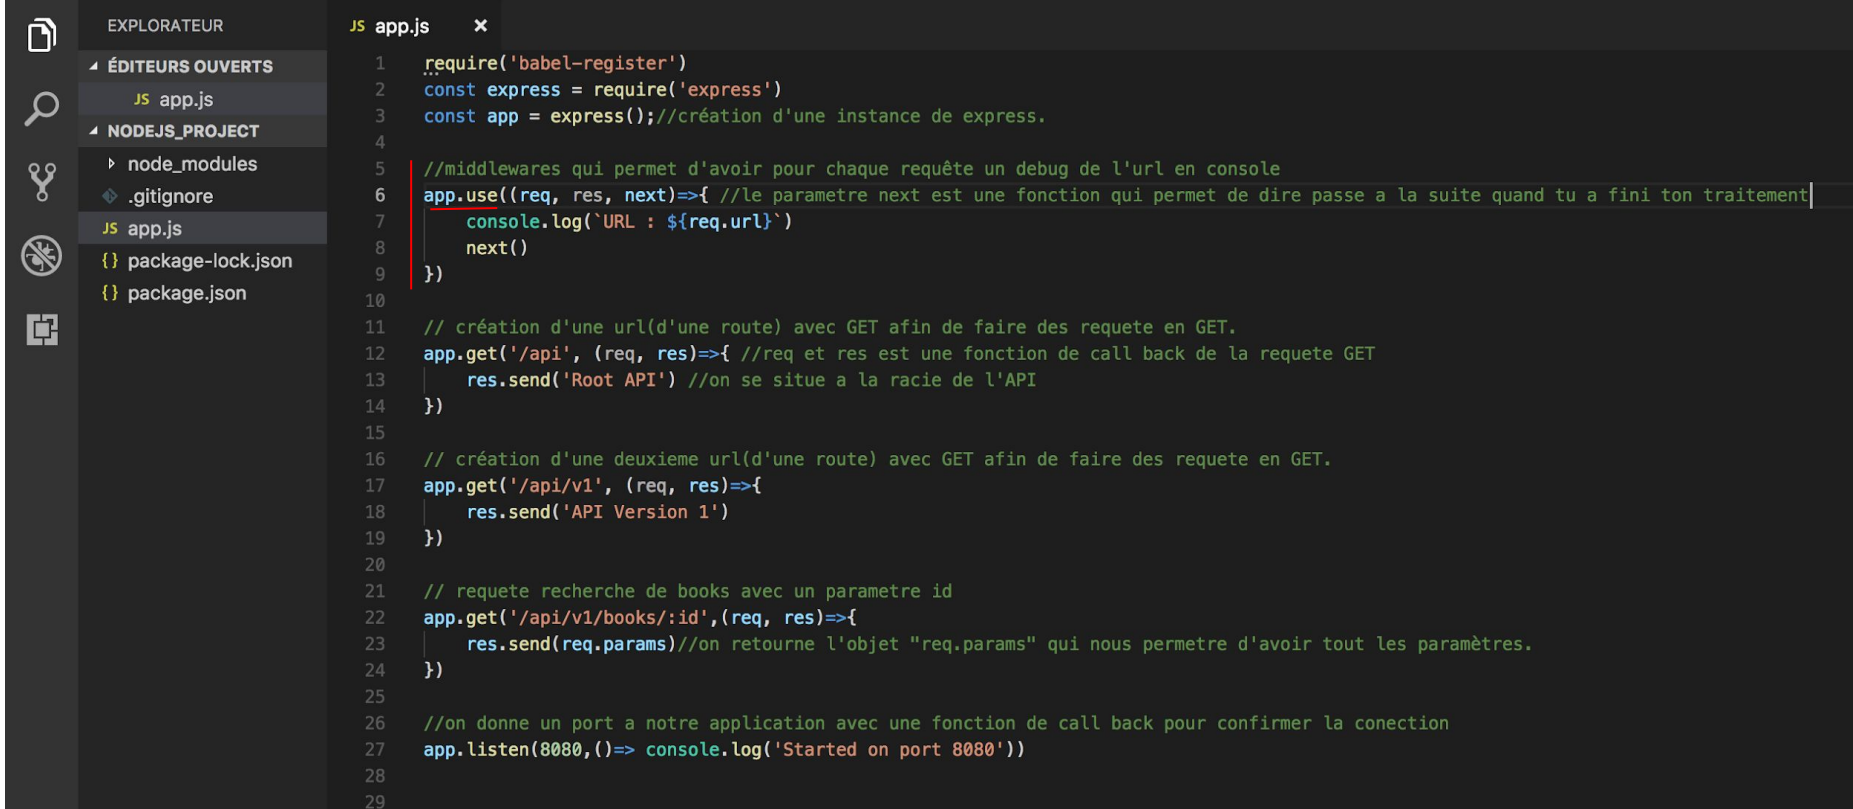 EXPLORATEUR
ÉDITEURS OUVERTS
JS app.js
NODEJS_PROJECT
node_modules
.gitignore
JS app.js
{} package-lock.json
{} package.json
JS app.js ×
1 require('babel-register')
2 const express = require('express')
3 const app = express();//création d'une instance de express.
4
5 //middlewares qui permet d'avoir pour chaque requête un debug de l'url en console
6 app.use((req, res, next)=>{ //le parametre next est une fonction qui permet de dire passe a la suite quand tu a fini ton traitement
7 console.log(`URL : ${req.url}`)
8 next()
9 })
10
11 // création d'une url(d'une route) avec GET afin de faire des requete en GET.
12 app.get('/api', (req, res)=>{ //req et res est une fonction de call back de la requete GET
13 res.send('Root API') //on se situe a la racie de l'API
14 })
15
16 // création d'une deuxieme url(d'une route) avec GET afin de faire des requete en GET.
17 app.get('/api/v1', (req, res)=>{
18 res.send('API Version 1')
19 })
20
21 // requete recherche de books avec un parametre id
22 app.get('/api/v1/books/:id',(req, res)=>{
23 res.send(req.params)//on retourne l'objet "req.params" qui nous permetre d'avoir tout les paramètres.
24 })
25
26 //on donne un port a notre application avec une fonction de call back pour confirmer la conection
27 app.listen(8080,()=> console.log('Started on port 8080'))
28
29